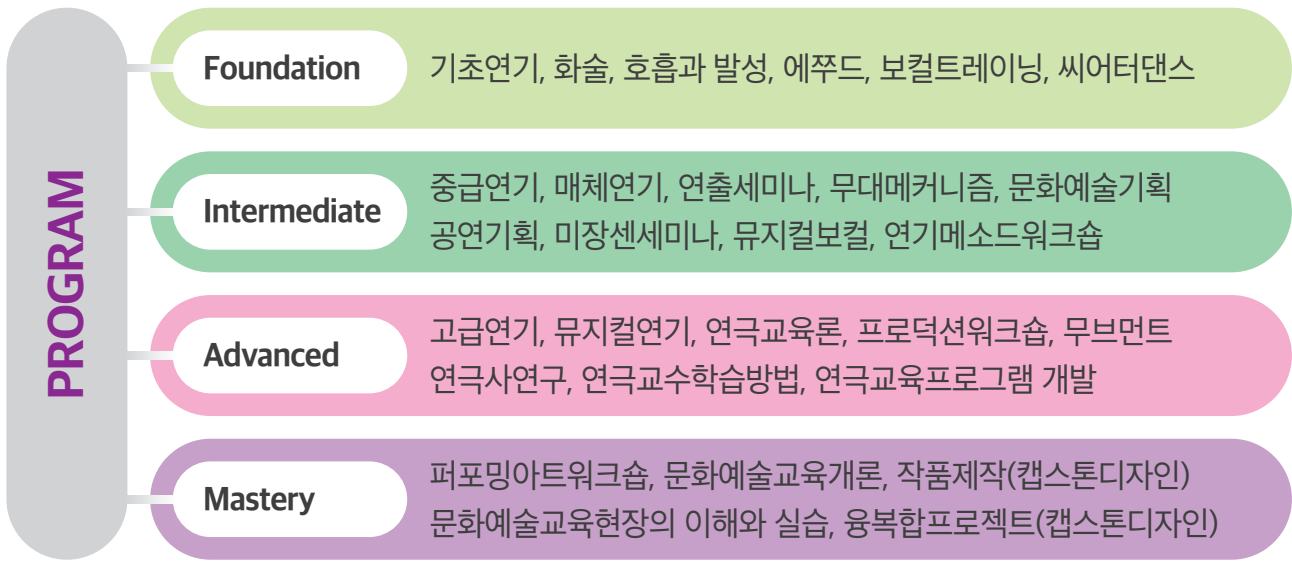 PROGRAM
Foundation
기초연기, 화술, 호흡과 발성, 에쭈드, 보컬트레이닝, 씨어터댄스
Intermediate
중급연기, 매체연기, 연출세미나, 무대메커니즘, 문화예술기획
공연기획, 미장센세미나, 뮤지컬보컬, 연기메소드워크숍
Advanced
고급연기, 뮤지컬연기, 연극교육론, 프로덕션워크숍, 무브먼트
연극사연구, 연극교수학습방법, 연극교육프로그램 개발
Mastery
퍼포밍아트워크숍, 문화예술교육개론, 작품제작(캡스톤디자인)
문화예술교육현장의 이해와 실습, 융복합프로젝트(캡스톤디자인)